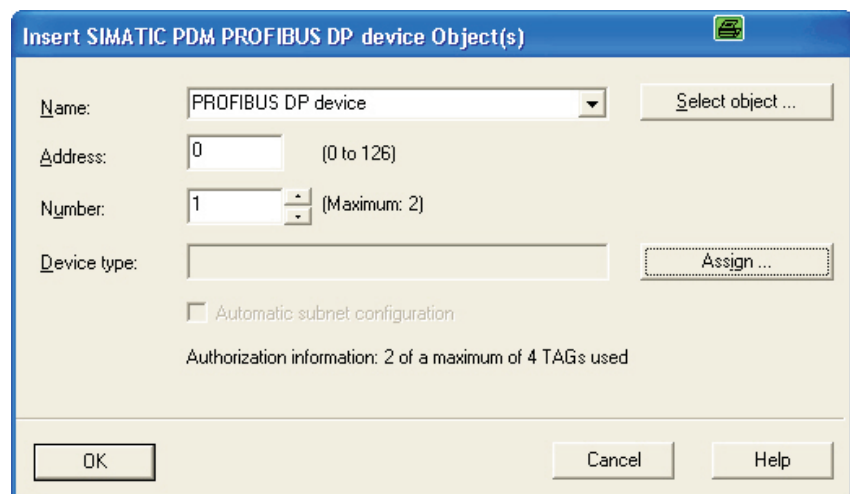 Insert SIMATIC PDM PROFIBUS DP device Object(s)
Name: PROFIBUS DP device Select object ...
Address: 0 (0 to 126)
Number: 1 (Maximum: 2)
Device type: Assign ...
Automatic subnet configuration
Authorization information: 2 of a maximum of 4 TAGs used
OK Cancel Help